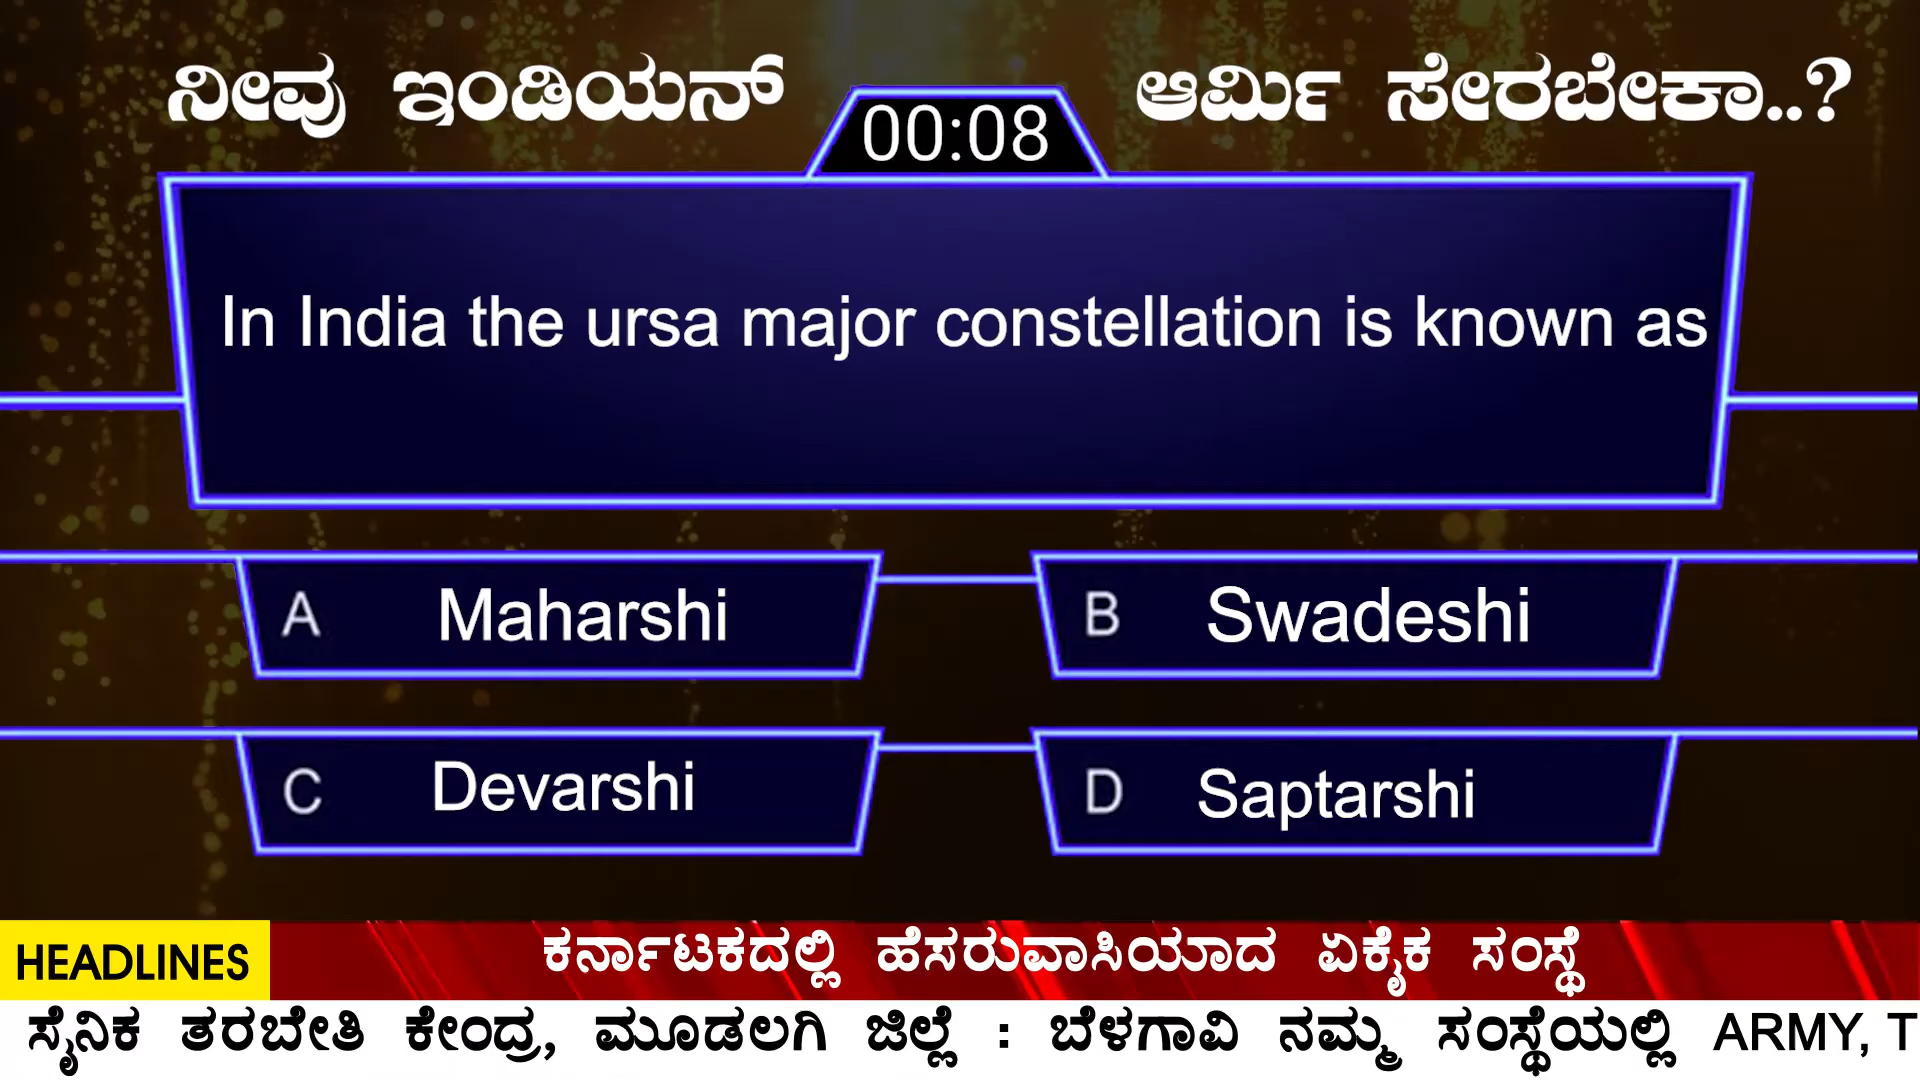 ನೀವು ಇಂಡಿಯನ್ ಆರ್ಮಿ ಸೇರಬೇಕಾ..?
00:08
In India the ursa major constellation is known as
A Maharshi
B Swadeshi
C Devarshi
D Saptarshi
HEADLINES ಕರ್ನಾಟಕದಲ್ಲಿ ಹೆಸರುವಾಸಿಯಾದ ಏಕೈಕ ಸಂಸ್ಥೆ
ಸೈನಿಕ ತರಬೇತಿ ಕೇಂದ್ರ, ಮೂಡಲಗಿ ಜಿಲ್ಲೆ : ಬೆಳಗಾವಿ ನಮ್ಮ ಸಂಸ್ಥೆಯಲ್ಲಿ ARMY, T